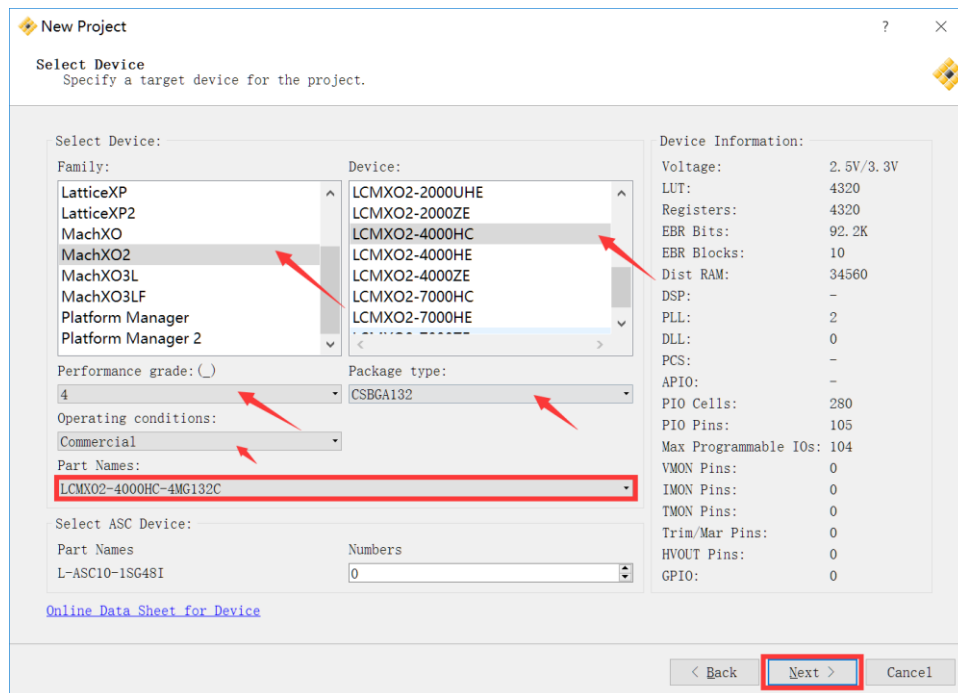 New Project
?
Select Device
Specify a target device for the project.
Select Device:
Family:
LatticeXP
LatticeXP2
MachXO
MachXO2
MachXO3L
MachXO3LF
Platform Manager
Platform Manager 2
Device:
LCMXO2-2000UHE
LCMXO2-2000ZE
LCMXO2-4000HC
LCMXO2-4000HE
LCMXO2-4000ZE
LCMXO2-7000HC
LCMXO2-7000HE
Performance grade:(_)
4
Package type:
CSBGA132
Operating conditions:
Commercial
Part Names:
LCMXO2-4000HC-4MG132C
Select ASC Device:
Part Names
Numbers
L-ASC10-1SG48I
0
Online Data Sheet for Device
Device Information:
Voltage: 2.5V/3.3V
LUT: 4320
Registers: 4320
EBR Bits: 92.2K
EBR Blocks: 10
Dist RAM: 34560
DSP: -
PLL: 2
DLL: 0
PCS: -
APIO: -
PIO Cells: 280
PIO Pins: 105
Max Programmable IOs: 104
VMON Pins: 0
IMON Pins: 0
TMON Pins: 0
Trim/Mar Pins: 0
HVOUT Pins: 0
GPIO: 0
< Back
Next >
Cancel